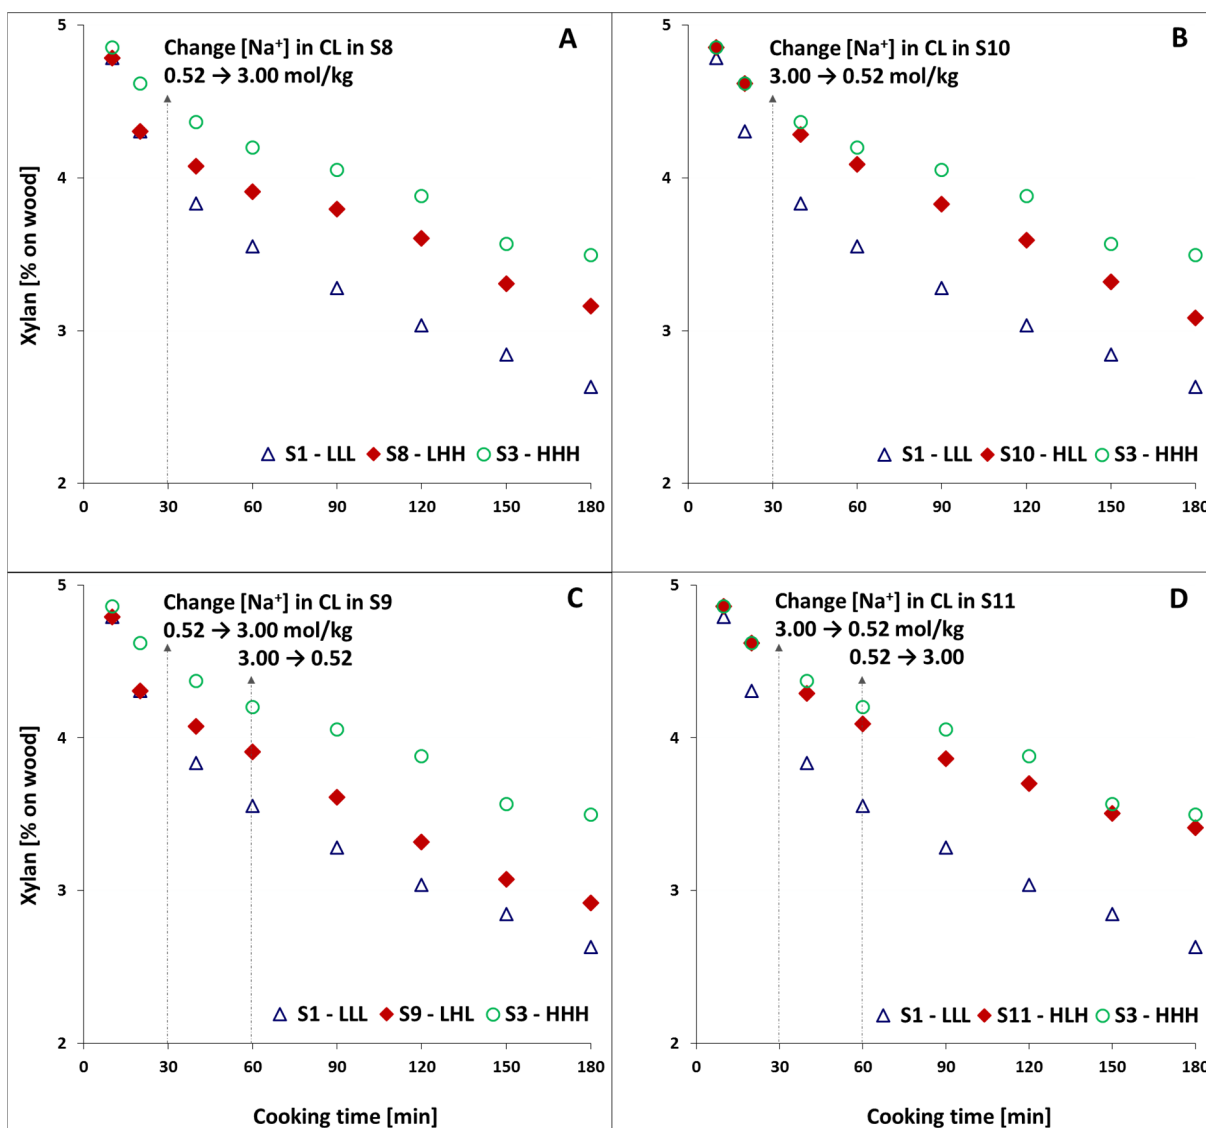 A
Change [Na⁺] in CL in S8
0.52 → 3.00 mol/kg
Xylan [% on wood]
5
4
3
2
0 30 60 90 120 150 180
S1 - LLL S8 - LHH S3 - HHH
B
Change [Na⁺] in CL in S10
3.00 → 0.52 mol/kg
5
4
3
2
0 30 60 90 120 150 180
S1 - LLL S10 - HLL S3 - HHH
C
Change [Na⁺] in CL in S9
0.52 → 3.00 mol/kg
3.00 → 0.52
Xylan [% on wood]
5
4
3
2
0 30 60 90 120 150 180
S1 - LLL S9 - LHL S3 - HHH
Cooking time [min]
D
Change [Na⁺] in CL in S11
3.00 → 0.52 mol/kg
0.52 → 3.00
5
4
3
2
0 30 60 90 120 150 180
S1 - LLL S11 - HLH S3 - HHH
Cooking time [min]